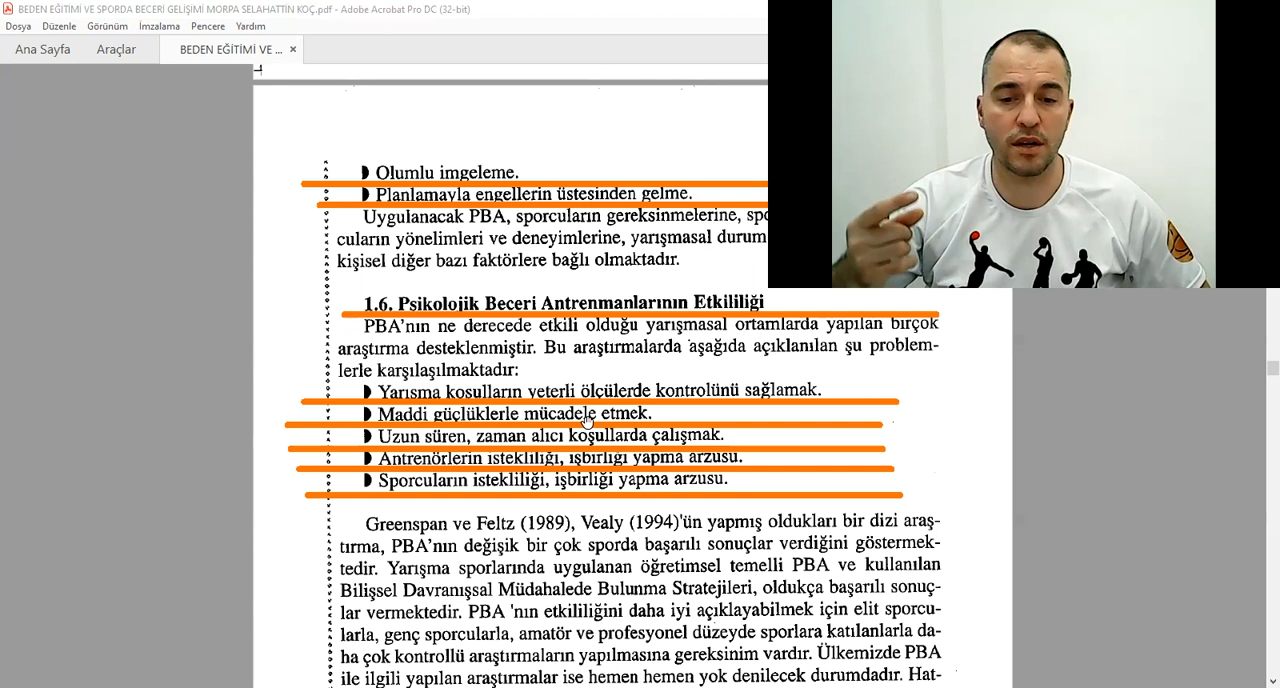 BEDEN EĞİTİMİ VE SPORDA BECERİ GELİŞİMİ MORPA SELAHATTİN KOÇ.pdf - Adobe Acrobat Pro DC (32-bit)
Dosya Düzenle Görünüm İmzalama Pencere Yardım
Ana Sayfa Araçlar BEDEN EĞİTİMİ VE ... ×
Olumlu imgeleme.
Planlamayla engellerin üstesinden gelme.
Uygulanacak PBA, sporcuların gereksinmelerine,
cuların yönelimleri ve deneyimlerine, yarışmasal durum
kişisel diğer bazı faktörlere bağlı olmaktadır.
1.6. Psikolojik Beceri Antrenmanlarının Etkililiği
PBA'nın ne derecede etkili olduğu yarışmasal ortamlarda yapılan birçok
araştırma desteklenmiştir. Bu araştırmalarda aşağıda açıklanılan şu problem-
lerle karşılaşılmaktadır:
Yarışma koşulların yeterli ölçülerde kontrolünü sağlamak.
Maddi güçlüklerle mücadele etmek.
Uzun süren, zaman alıcı koşullarda çalışmak.
Antrenörlerin istekliliği, işbirliği yapma arzusu.
Sporcuların istekliliği, işbirliği yapma arzusu.
Greenspan ve Feltz (1989), Vealy (1994)'ün yapmış oldukları bir dizi araş-
tırma, PBA'nın değişik bir çok sporda başarılı sonuçlar verdiğini göstermek-
tedir. Yarışma sporlarında uygulanan öğretimsel temelli PBA ve kullanılan
Bilişsel Davranışsal Müdahalede Bulunma Stratejileri, oldukça başarılı sonuç-
lar vermektedir. PBA 'nın etkililiğini daha iyi açıklayabilmek için elit sporcu-
larla, genç sporcularla, amatör ve profesyonel düzeyde sporlara katılanlarla da-
ha çok kontrollü araştırmaların yapılmasına gereksinim vardır. Ülkemizde PBA
ile ilgili yapılan araştırmalar ise hemen hemen yok denilecek durumdadır. Hat-